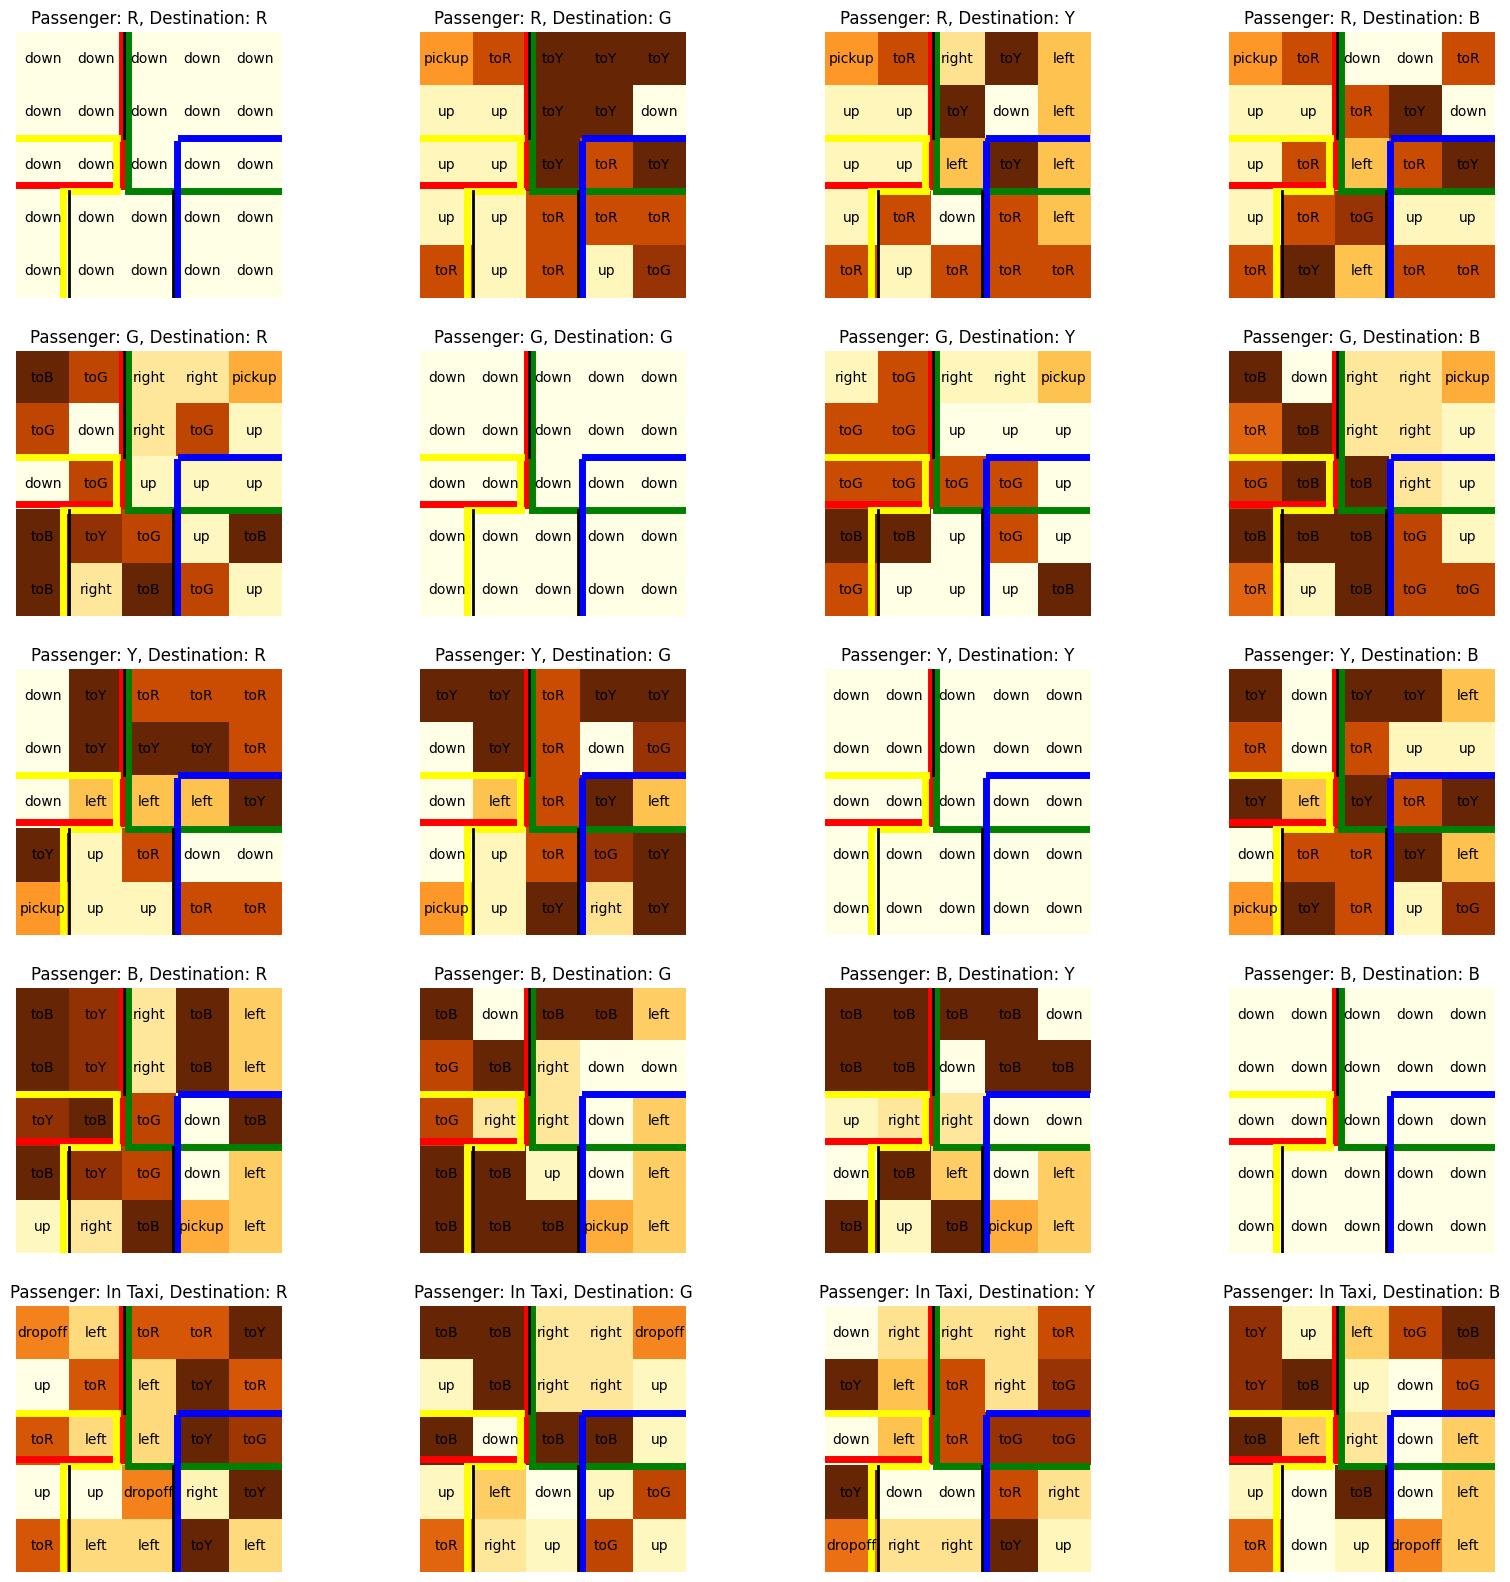 Passenger: R, Destination: R Passenger: R, Destination: G Passenger: R, Destination: Y Passenger: R, Destination: B
down down down down down pickup toR toY toY toY pickup toR right toY left pickup toR down down toR
down down down down down up up toY toY down up up toY down left up up toR toY down
down down down down down up up toY toR toY up up left toY left up toR left toR toY
down down down down down up up toR toR toR up toR down toR left up toR toG up up
down down down down down toR up toR up toG toR up toR toR toR toR toY left toR toR
Passenger: G, Destination: R Passenger: G, Destination: G Passenger: G, Destination: Y Passenger: G, Destination: B
toB toG right right pickup down down down down down right toG right right pickup toB down right right pickup
toG down right toG up down down down down down toG toG up up up toR toB right right up
down toG up up up down down down down down toG toG toG toG up toG toB toB right up
toB toY toG up toB down down down down down toB toB up toG up toB toB toB toG up
toB right toB toG up down down down down down toG up up up toB toR up toB toG toG
Passenger: Y, Destination: R Passenger: Y, Destination: G Passenger: Y, Destination: Y Passenger: Y, Destination: B
down toY toR toR toR toY toY toR toY toY down down down down down toY down toY toY left
down toY toY toY toR down toY toR down toG down down down down down toR down toR up up
down left left left toY down left toR toY left down down down down down toY left toY toR toY
toY up toR down down down up toR toG toY down down down down down down toR toR toY left
pickup up up toR toR pickup up toY right toY down down down down down pickup toY toR up toG
Passenger: B, Destination: R Passenger: B, Destination: G Passenger: B, Destination: Y Passenger: B, Destination: B
toB toY right toB left toB down toB toB left toB toB toB toB down down down down down down
toB toY right toB left toG toB right down down toB toB down toB toB down down down down down
toY toB toG down toB toG right right down left up right right down down down down down down down
toB toY toG down left toB toB up down left down toB left down left down down down down down
up right toB pickup left toB toB toB pickup left toB up toB pickup left down down down down down
Passenger: In Taxi, Destination: R Passenger: In Taxi, Destination: G Passenger: In Taxi, Destination: Y Passenger: In Taxi, Destination: B
dropoff left toR toR toY toB toB right right dropoff down right right right toR toY up left toG toB
up toR left toY toR up toB right right up toY left toR right toG toY toB up down toG
toR left left toY toG toB down toB toB up down left toR toG toG toB left right down left
up up dropoff right toY up left down up toG toY down down toR right up down toB down left
toR left left toY left toR right up toG up dropoff right right toY up toR down up dropoff left